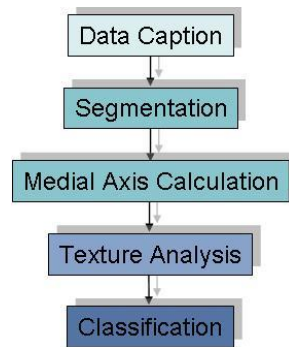 Data Caption
Segmentation
Medial Axis Calculation
Texture Analysis
Classification